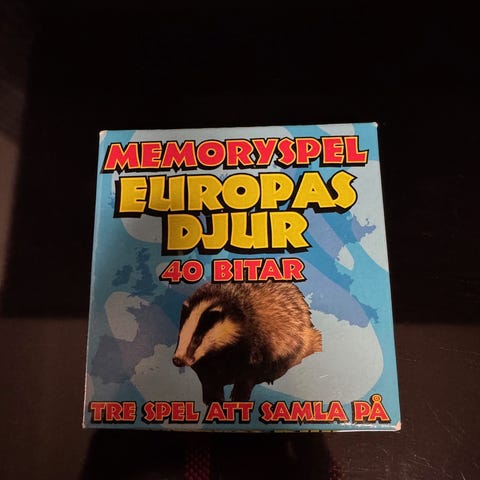 MEMORYSPEL
EUROPAS
DJUR
40 BITAR
TRE SPEL ATT SAMLA PÅ